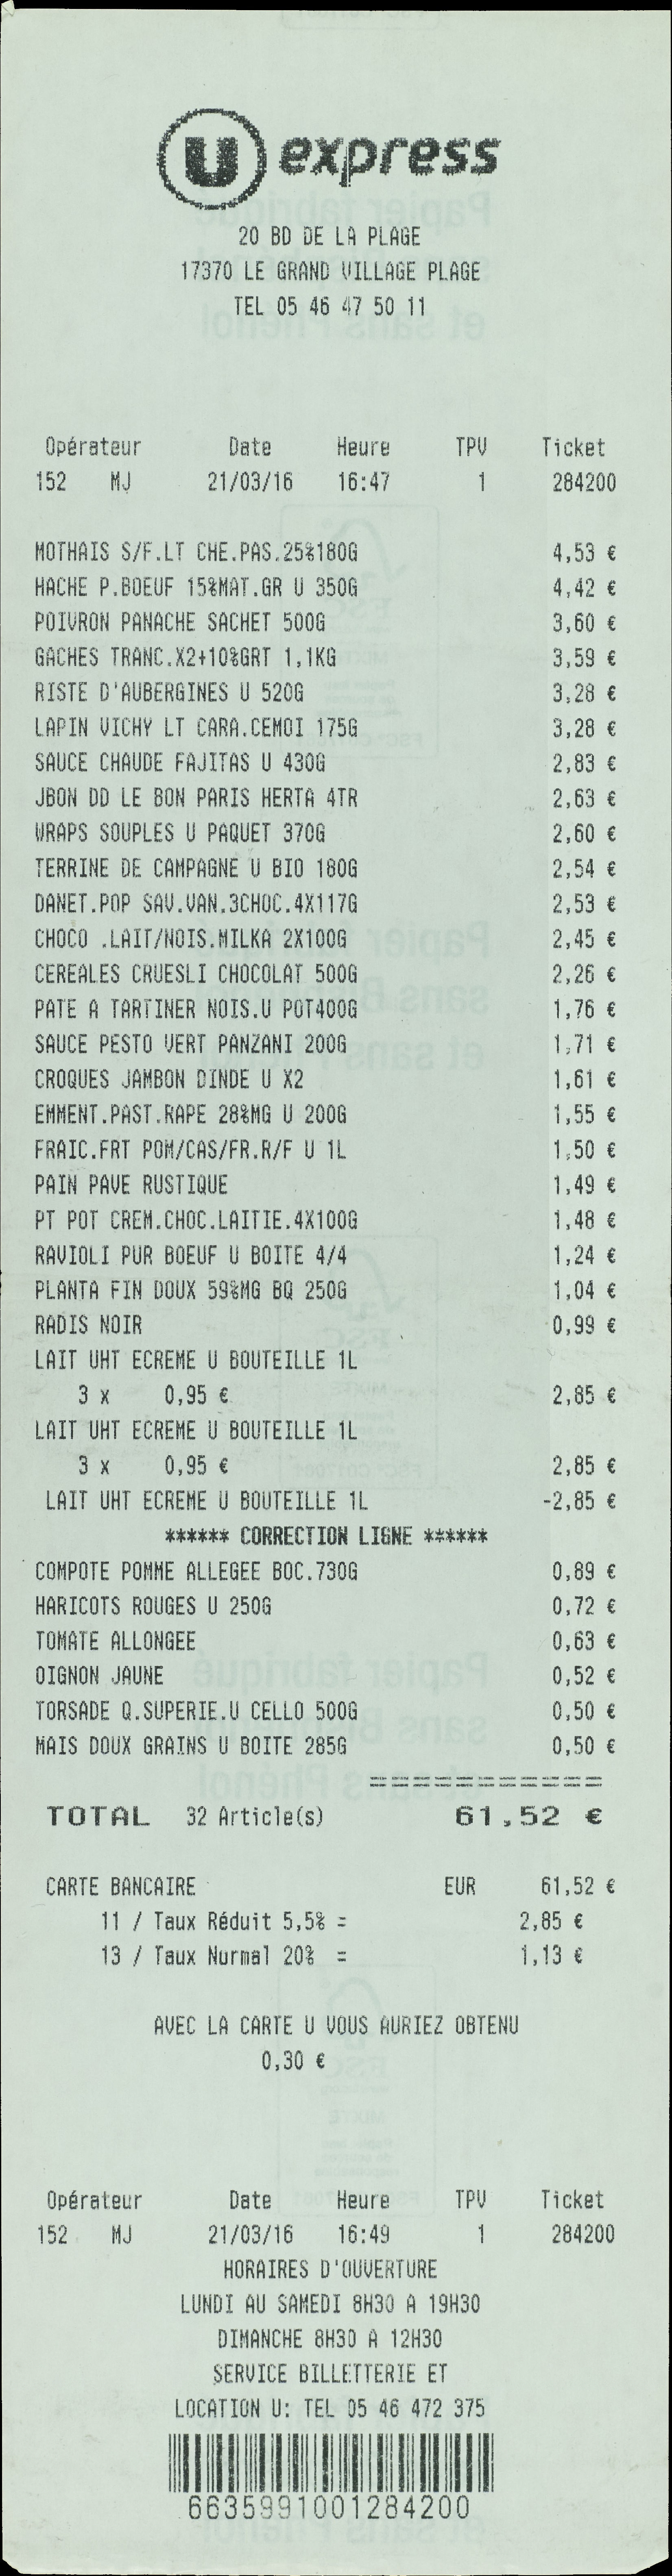 U express
20 BD DE LA PLAGE
17370 LE GRAND VILLAGE PLAGE
TEL 05 46 47 50 11
Opérateur Date Heure TPV Ticket
152 MJ 21/03/16 16:47 1 284200
MOTHAIS S/F.LT CHE.PAS.25%180G 4,53 €
HACHE P.BOEUF 15%MAT.GR U 350G 4,42 €
POIVRON PANACHE SACHET 500G 3,60 €
GACHES TRANC.X2+10%GRT 1,1KG 3,59 €
RISTE D'AUBERGINES U 520G 3,28 €
LAPIN VICHY LT CARA.CEMOI 175G 3,28 €
SAUCE CHAUDE FAJITAS U 430G 2,83 €
JBON DD LE BON PARIS HERTA 4TR 2,63 €
WRAPS SOUPLES U PAQUET 370G 2,60 €
TERRINE DE CAMPAGNE U BIO 180G 2,54 €
DANET.POP SAV.VAN.3CHOC.4X117G 2,53 €
CHOCO .LAIT/NOIS.MILKA 2X100G 2,45 €
CEREALES CRUESLI CHOCOLAT 500G 2,26 €
PATE A TARTINER NOIS.U POT400G 1,76 €
SAUCE PESTO VERT PANZANI 200G 1,71 €
CROQUES JAMBON DINDE U X2 1,61 €
EMMENT.PAST.RAPE 28%MG U 200G 1,55 €
FRAIC.FRT POM/CAS/FR.R/F U 1L 1,50 €
PAIN PAVE RUSTIQUE 1,49 €
PT POT CREM.CHOC.LAITIE.4X100G 1,48 €
RAVIOLI PUR BOEUF U BOITE 4/4 1,24 €
PLANTA FIN DOUX 59%MG BQ 250G 1,04 €
RADIS NOIR 0,99 €
LAIT UHT ECREME U BOUTEILLE 1L
3 x 0,95 € 2,85 €
LAIT UHT ECREME U BOUTEILLE 1L
3 x 0,95 € 2,85 €
LAIT UHT ECREME U BOUTEILLE 1L -2,85 €
****** CORRECTION LIGNE ******
COMPOTE POMME ALLEGEE BOC.730G 0,89 €
HARICOTS ROUGES U 250G 0,72 €
TOMATE ALLONGEE 0,63 €
OIGNON JAUNE 0,52 €
TORSADE Q.SUPERIE.U CELLO 500G 0,50 €
MAIS DOUX GRAINS U BOITE 285G 0,50 €
TOTAL 32 Article(s) 61,52 €
CARTE BANCAIRE EUR 61,52 €
11 / Taux Réduit 5,5% = 2,85 €
13 / Taux Normal 20% = 1,13 €
AVEC LA CARTE U VOUS AURIEZ OBTENU
0,30 €
Opérateur Date Heure TPV Ticket
152 MJ 21/03/16 16:49 1 284200
HORAIRES D'OUVERTURE
LUNDI AU SAMEDI 8H30 A 19H30
DIMANCHE 8H30 A 12H30
SERVICE BILLETTERIE ET
LOCATION U: TEL 05 46 472 375
6635991001284200